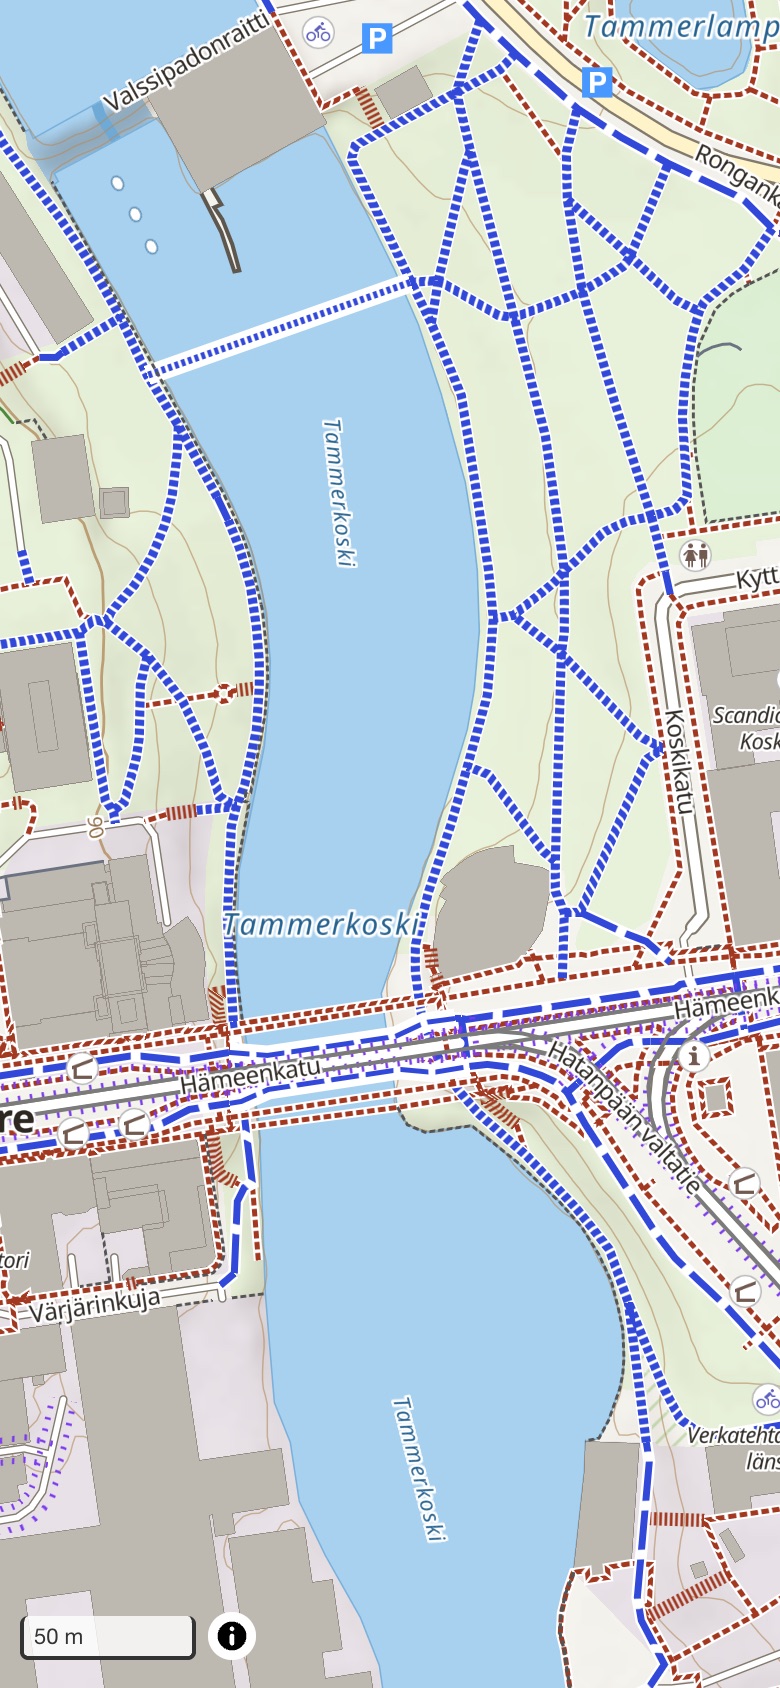 Tammerlamp
Valssipadonraitti
P
P
Ronganka
Tammerkoski
Kytt
Scandic
Kosk
Koskikatu
90
Tammerkoski
Hämeenk
Hämeenkatu
Hatanpään valtatie
i
re
tori
Värjärinkuja
Tammerkoski
Verkatehta
läns
50 m